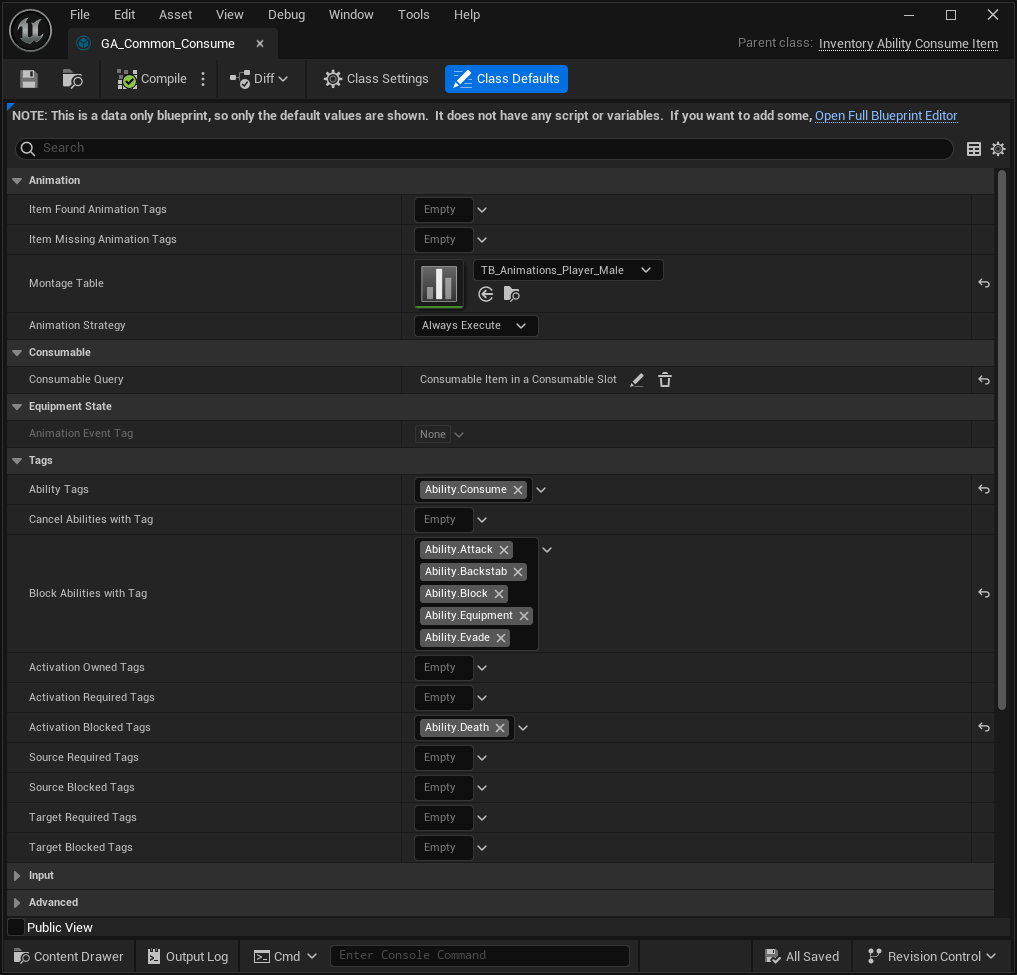 File Edit Asset View Debug Window Tools Help
GA_Common_Consume
Parent class: Inventory Ability Consume Item
Compile Diff Class Settings Class Defaults
NOTE: This is a data only blueprint, so only the default values are shown. It does not have any script or variables. If you want to add some, Open Full Blueprint Editor
Search
Animation
Item Found Animation Tags Empty
Item Missing Animation Tags Empty
Montage Table TB_Animations_Player_Male
Animation Strategy Always Execute
Consumable
Consumable Query Consumable Item in a Consumable Slot
Equipment State
Animation Event Tag None
Tags
Ability Tags Ability.Consume
Cancel Abilities with Tag Empty
Block Abilities with Tag
Ability.Attack
Ability.Backstab
Ability.Block
Ability.Equipment
Ability.Evade
Activation Owned Tags Empty
Activation Required Tags Empty
Activation Blocked Tags Ability.Death
Source Required Tags Empty
Source Blocked Tags Empty
Target Required Tags Empty
Target Blocked Tags Empty
Input
Advanced
Public View
Content Drawer Output Log Cmd Enter Console Command All Saved Revision Control